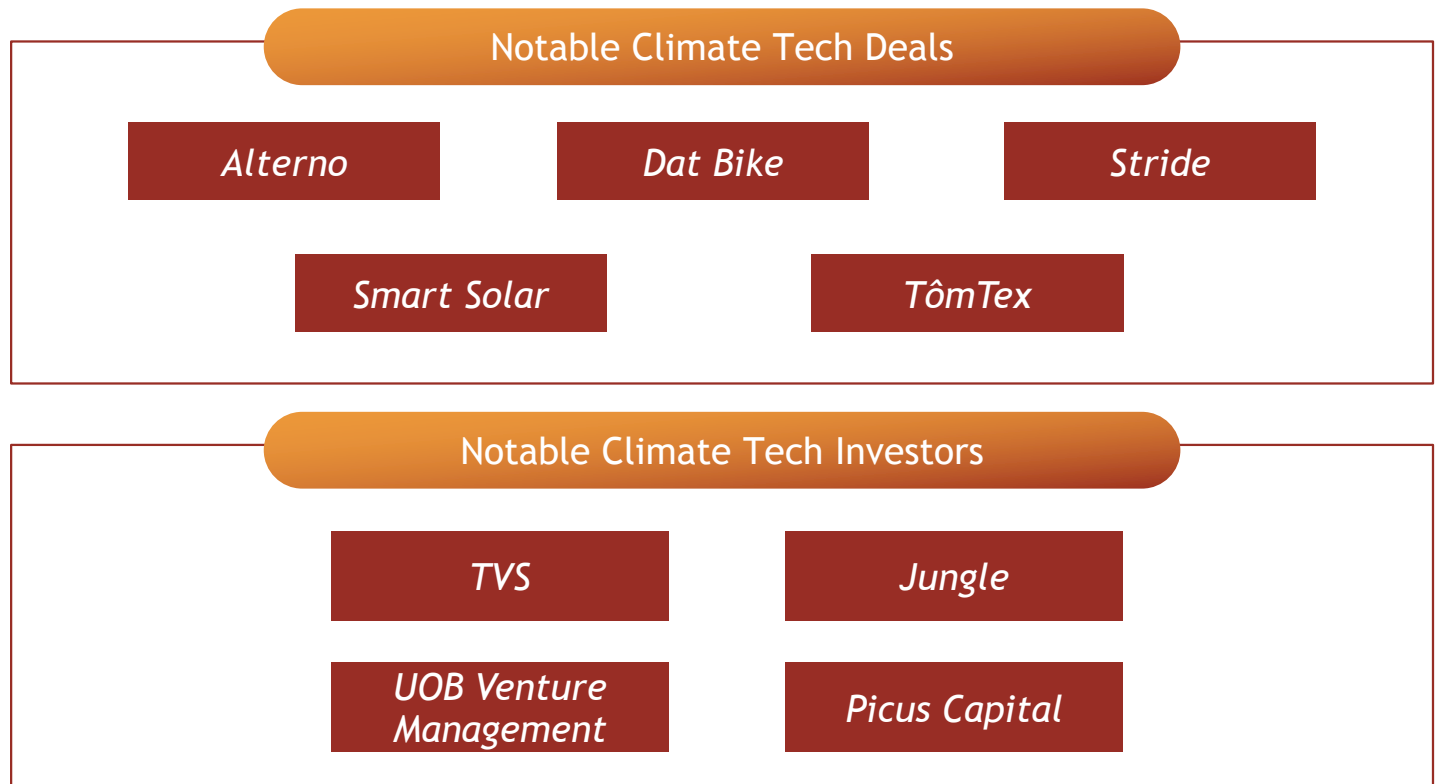 Notable Climate Tech Deals
Alterno
Dat Bike
Stride
Smart Solar
TômTex
Notable Climate Tech Investors
TVS
Jungle
UOB Venture
Management
Picus Capital